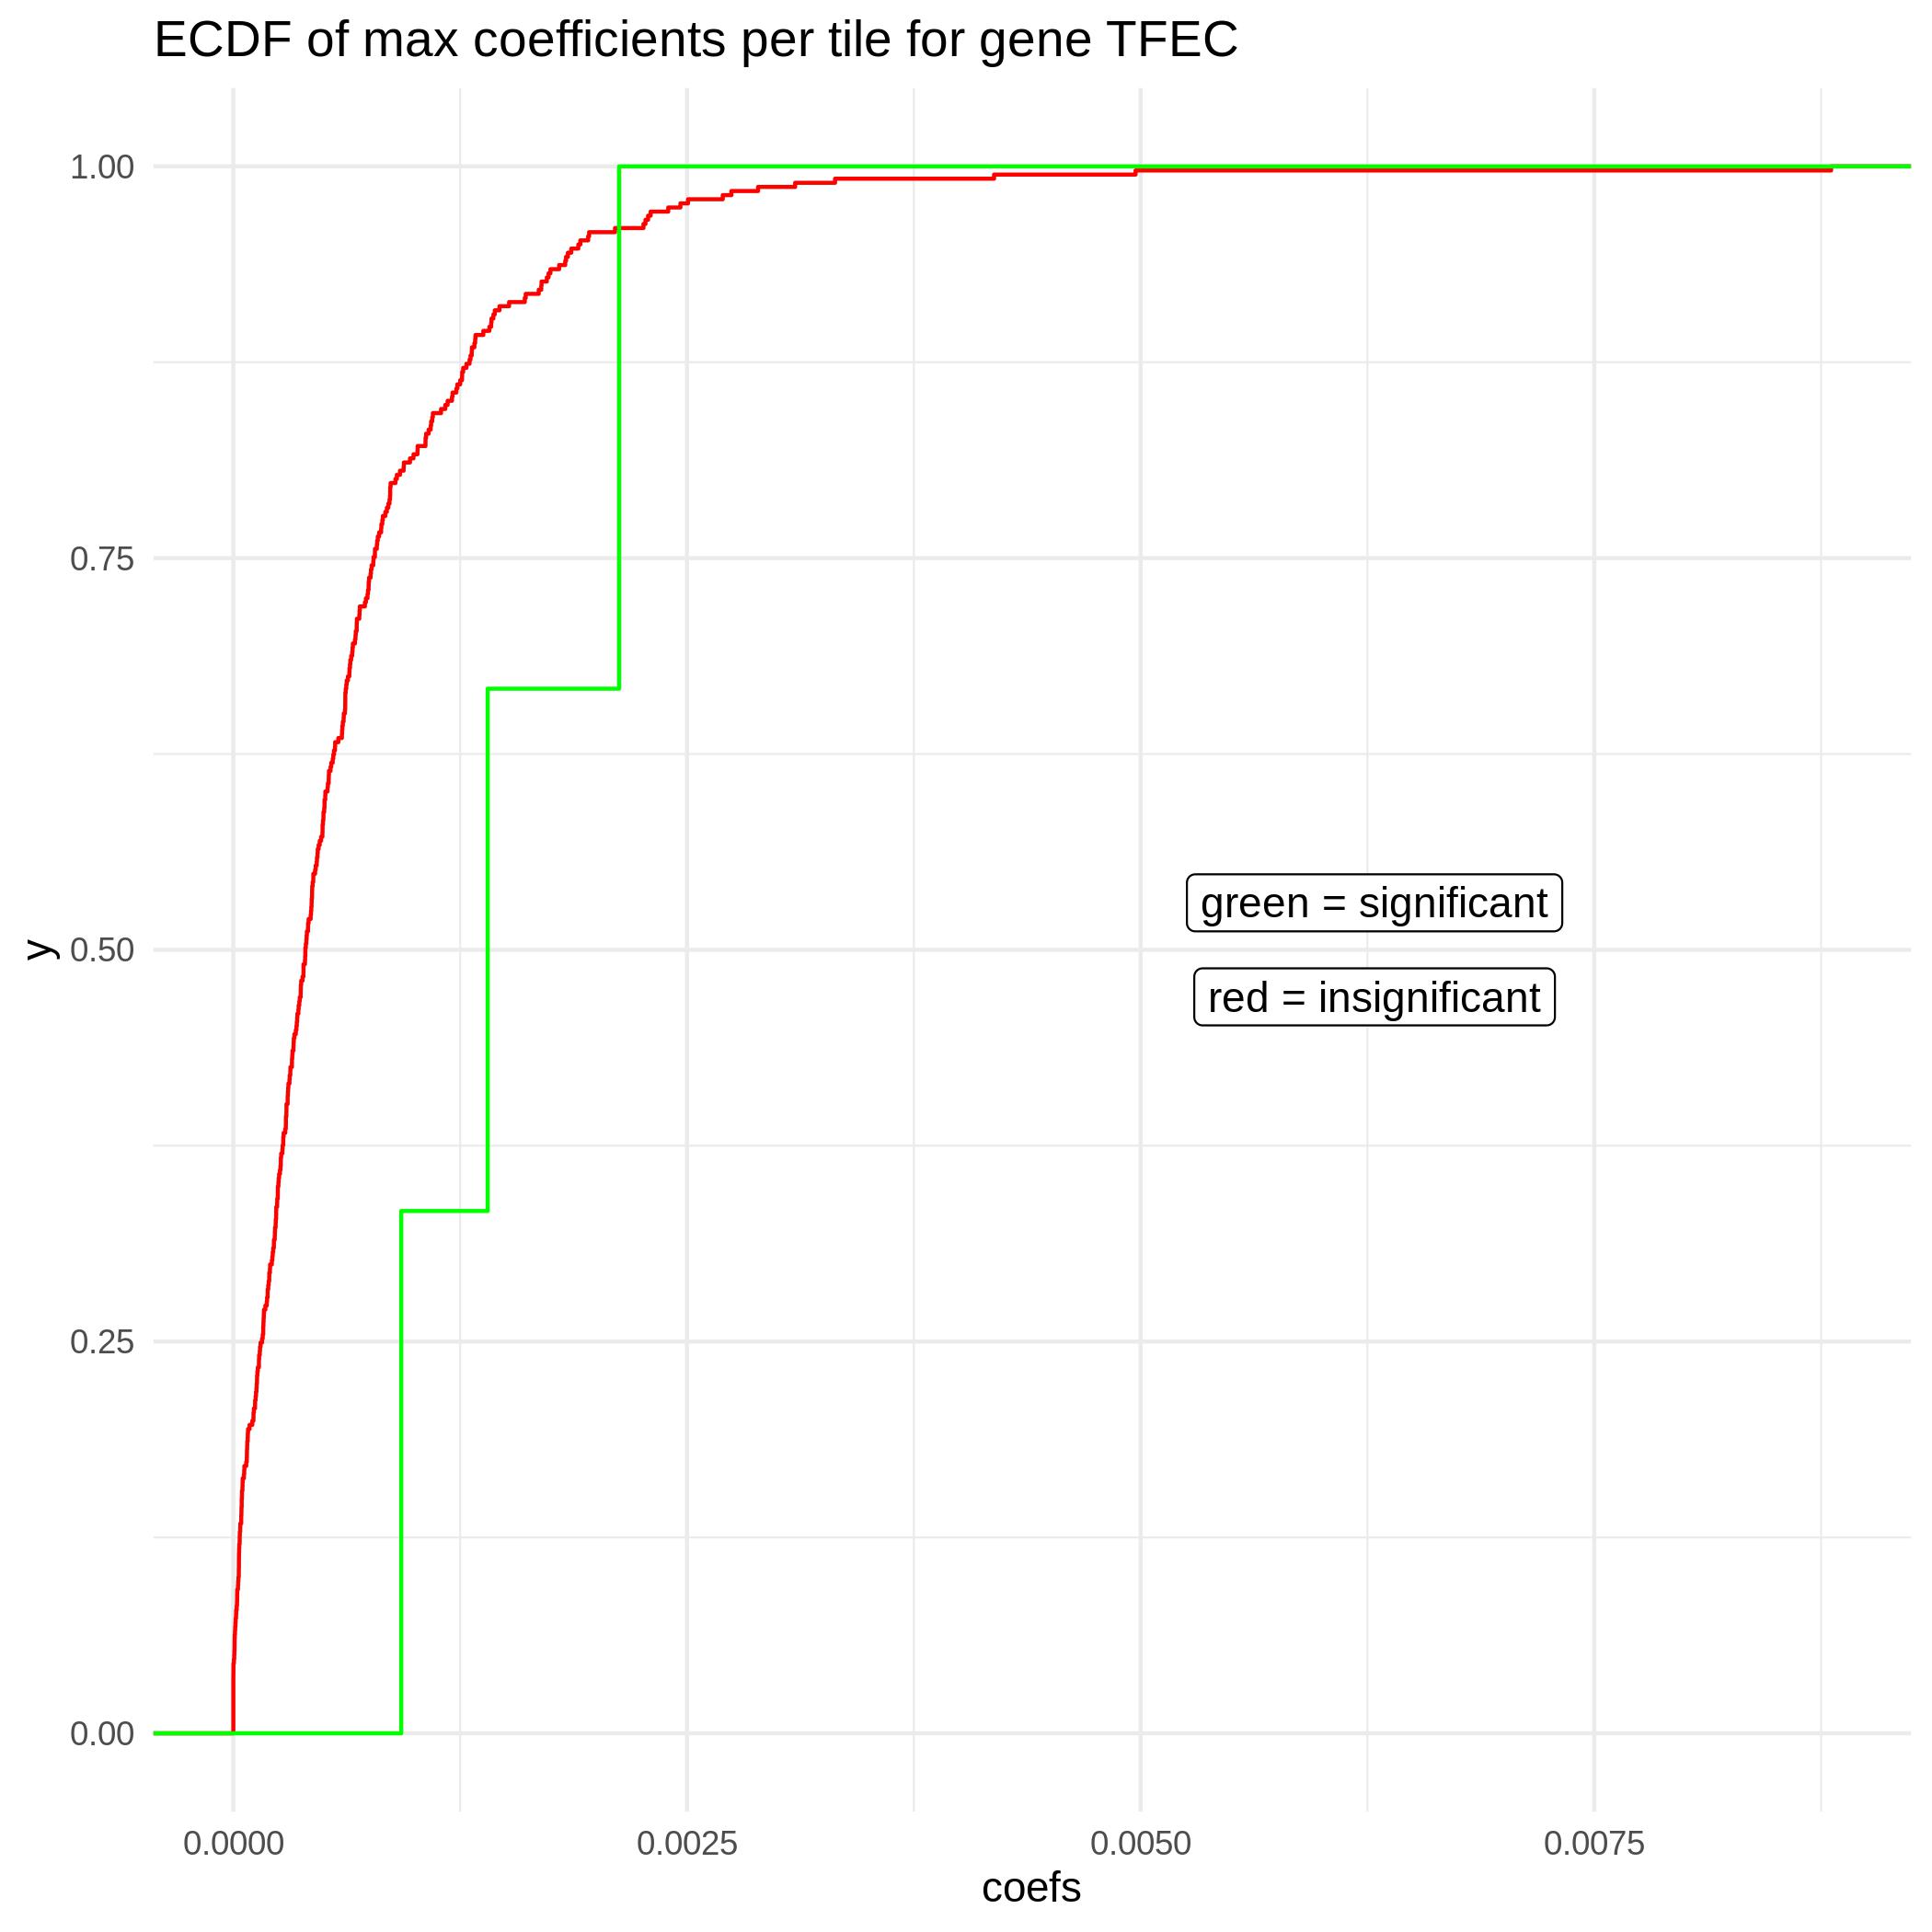 ECDF of max coefficients per tile for gene TFEC
1.00
0.75
0.50
0.25
0.00
y
green = significant
red = insignificant
0.0000 0.0025 0.0050 0.0075
coefs